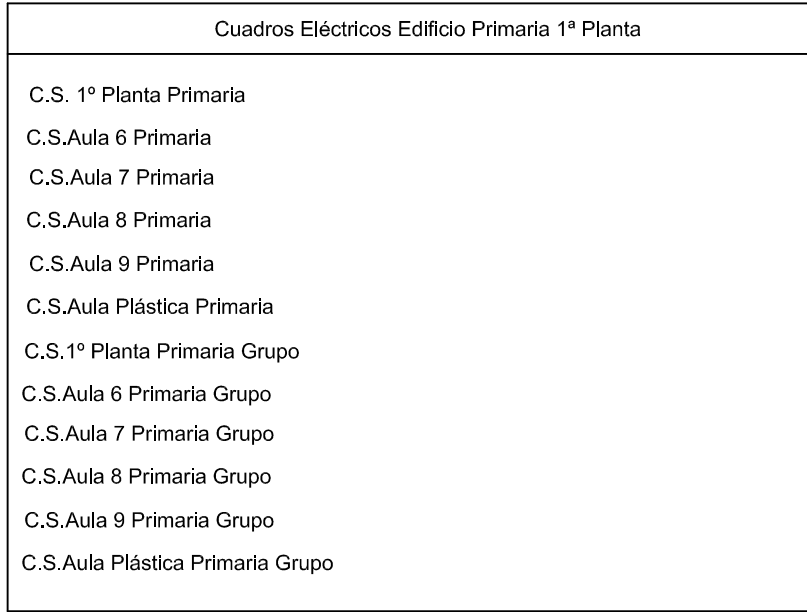 Cuadros Eléctricos Edificio Primaria 1ª Planta
C.S. 1º Planta Primaria
C.S.Aula 6 Primaria
C.S.Aula 7 Primaria
C.S.Aula 8 Primaria
C.S.Aula 9 Primaria
C.S.Aula Plástica Primaria
C.S.1º Planta Primaria Grupo
C.S.Aula 6 Primaria Grupo
C.S.Aula 7 Primaria Grupo
C.S.Aula 8 Primaria Grupo
C.S.Aula 9 Primaria Grupo
C.S.Aula Plástica Primaria Grupo